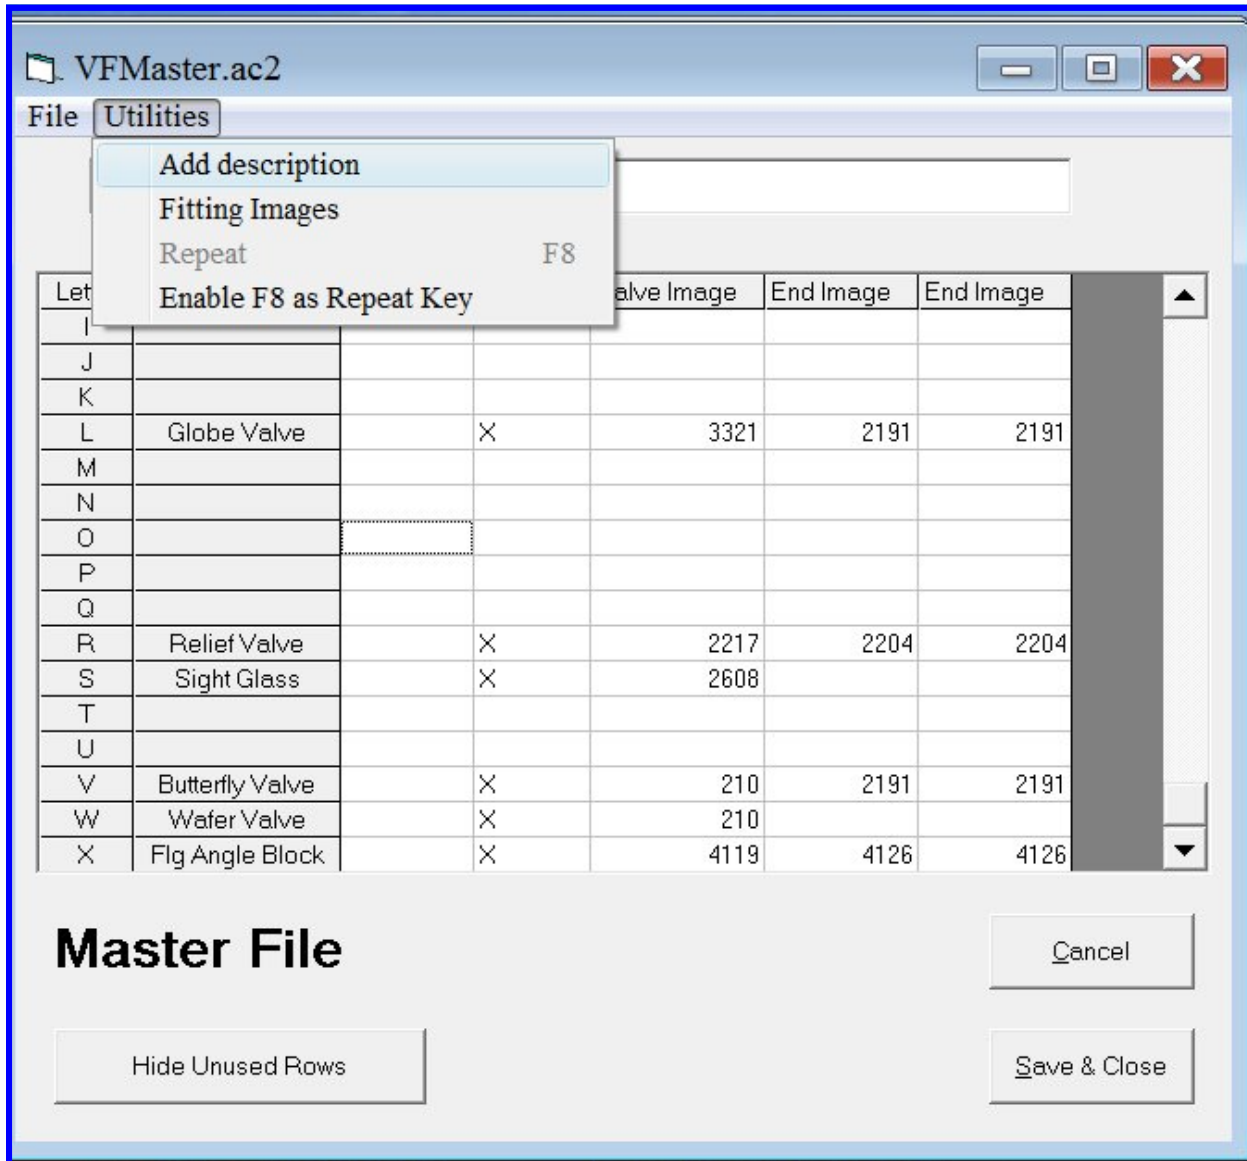 VFMaster.ac2
File Utilities
Add description
Fitting Images
Repeat F8
Enable F8 as Repeat Key
Let alve Image End Image End Image
I
J
K
L Globe Valve X 3321 2191 2191
M
N
O
P
Q
R Relief Valve X 2217 2204 2204
S Sight Glass X 2608
T
U
V Butterfly Valve X 210 2191 2191
W Wafer Valve X 210
X Flg Angle Block X 4119 4126 4126
Master File
Cancel
Hide Unused Rows
Save & Close